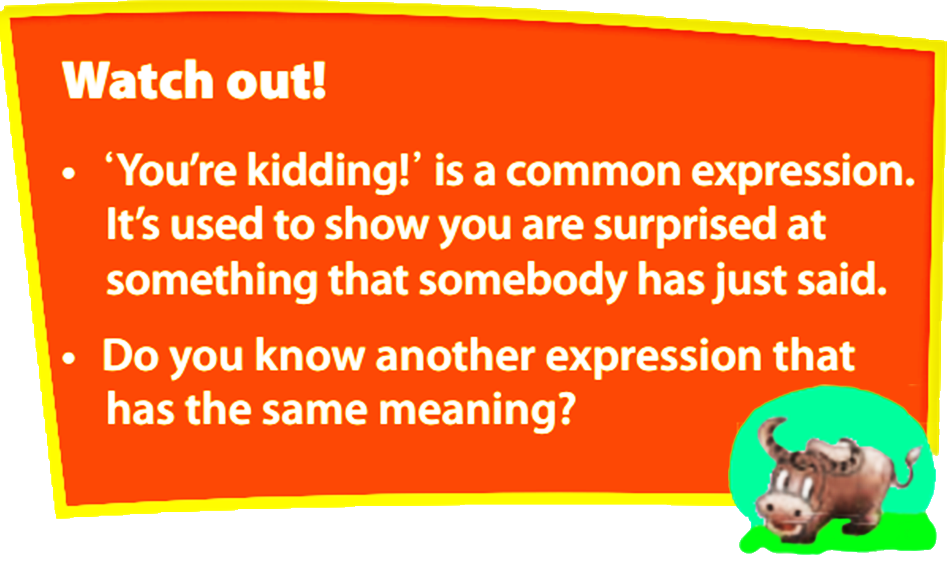 Watch out!
• ‘You’re kidding!’ is a common expression.
It’s used to show you are surprised at
something that somebody has just said.
• Do you know another expression that
has the same meaning?